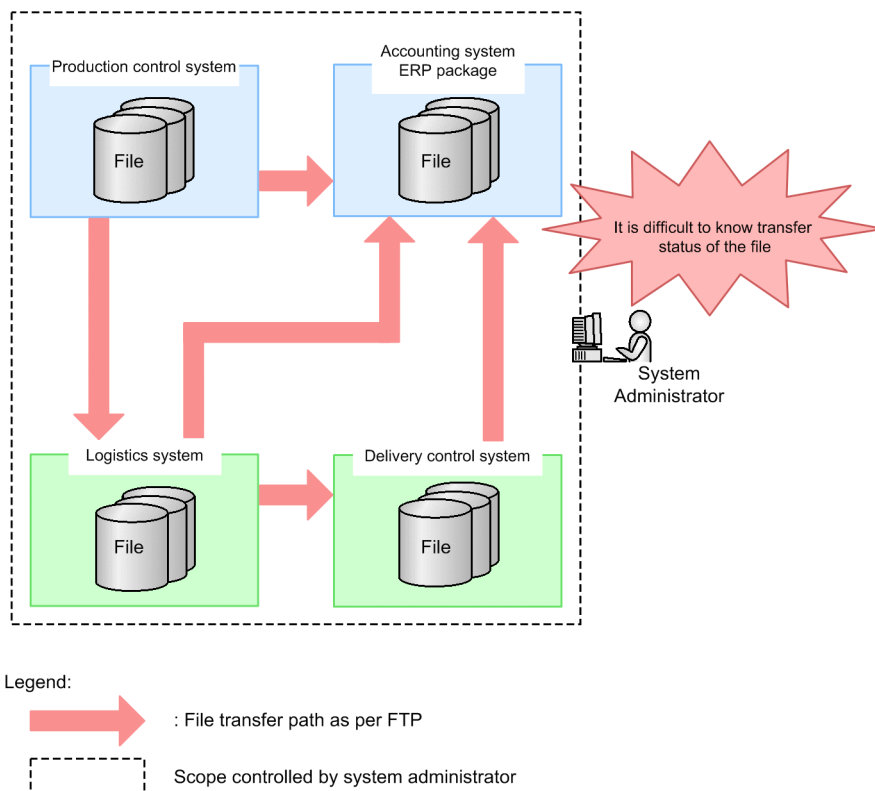 Production control system
Accounting system
ERP package
File
File
It is difficult to know transfer
status of the file
System
Administrator
Logistics system
Delivery control system
File
File
Legend:
: File transfer path as per FTP
Scope controlled by system administrator